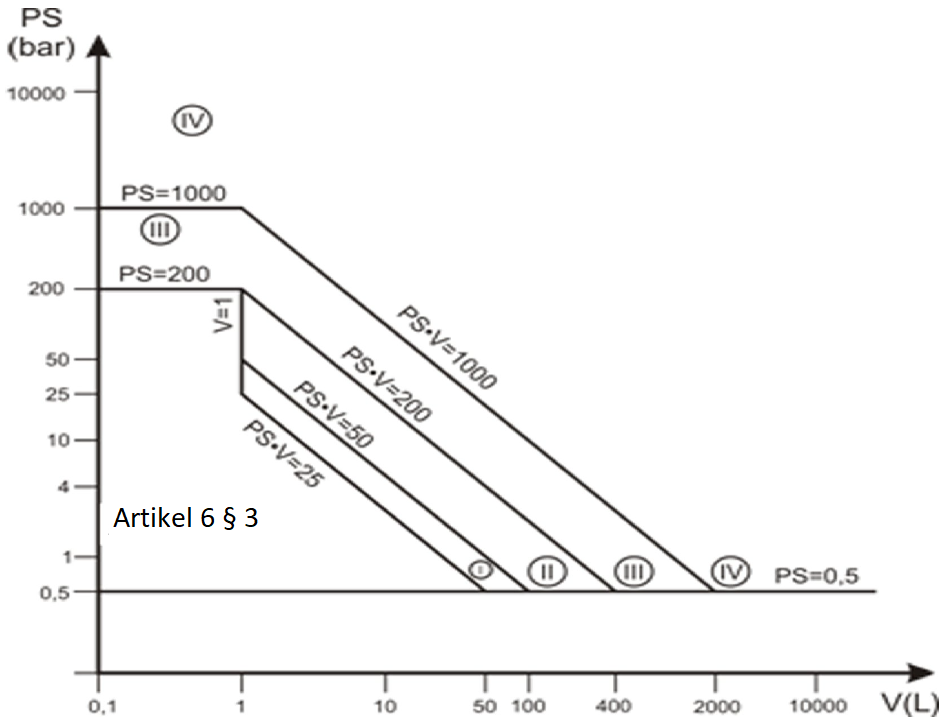 PS
(bar)
10000
IV
PS=1000
1000
III
PS=200
200
V=1
PS•V=1000
PS•V=200
50
PS•V=50
25
PS•V=25
10
4
Artikel 6 § 3
1
I
II
III
IV
PS=0,5
0,5
0,1
1
10
50
100
400
2000
10000
V(L)